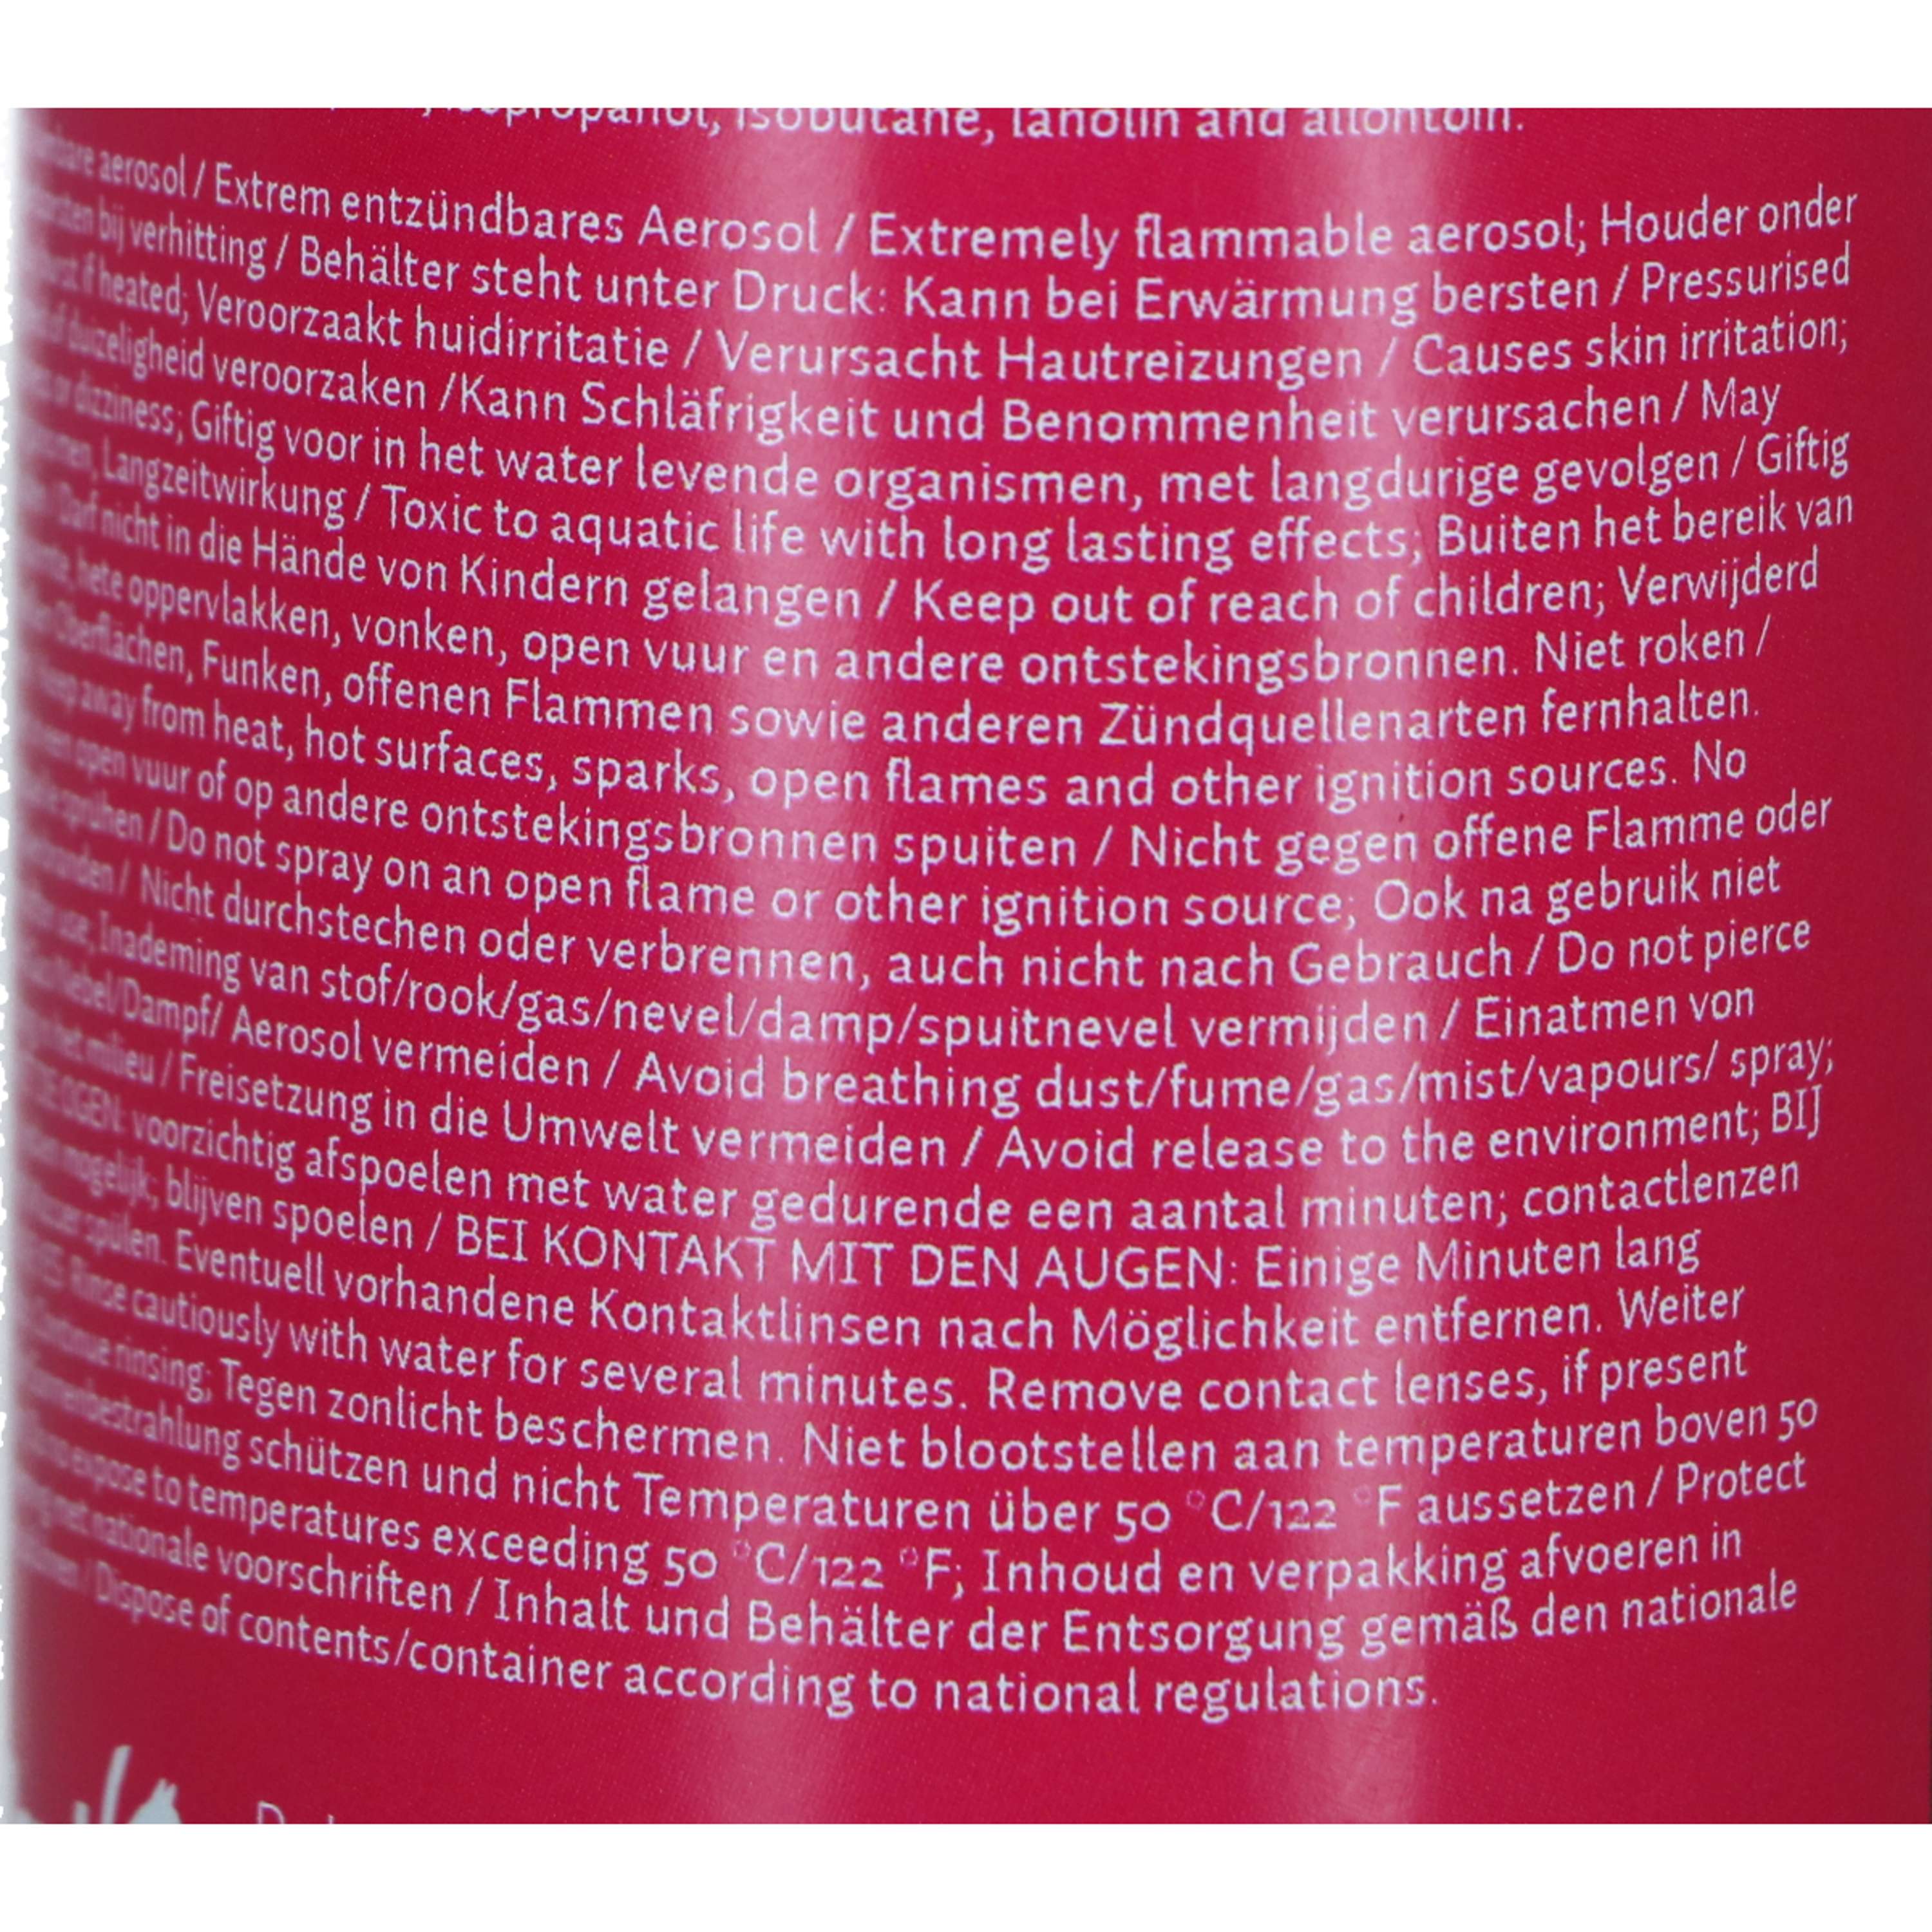 isobutane, lanolin and allontoin.
aerosol / Extrem entzündbares Aerosol / Extremely flammable aerosol; Houder onder
bij verhitting / Behälter steht unter Druck: Kann bei Erwärmung bersten / Pressurised
if heated; Veroorzaakt huidirritatie / Verursacht Hautreizungen / Causes skin irritation;
duizeligheid veroorzaken /Kann Schläfrigkeit und Benommenheit verursachen / May
or dizziness; Giftig voor in het water levende organismen, met langdurige gevolgen / Giftig
Langzeitwirkung / Toxic to aquatic life with long lasting effects; Buiten het bereik van
/ Darf nicht in die Hände von Kindern gelangen / Keep out of reach of children; Verwijderd
hete oppervlakken, vonken, open vuur en andere ontstekingsbronnen. Niet roken /
Oberflächen, Funken, offenen Flammen sowie anderen Zündquellenarten fernhalten.
away from heat, hot surfaces, sparks, open flames and other ignition sources. No
open vuur of op andere ontstekingsbronnen spuiten / Nicht gegen offene Flamme oder
/ Do not spray on an open flame or other ignition source; Ook na gebruik niet
/ Nicht durchstechen oder verbrennen, auch nicht nach Gebrauch / Do not pierce
use, Inademing van stof/rook/gas/nevel/damp/spuitnevel vermijden / Einatmen von
Nebel/Dampf/ Aerosol vermeiden / Avoid breathing dust/fume/gas/mist/vapours/ spray;
het milieu / Freisetzung in die Umwelt vermeiden / Avoid release to the environment; BIJ
DE OGEN: voorzichtig afspoelen met water gedurende een aantal minuten; contactlenzen
mogelijk; blijven spoelen / BEI KONTAKT MIT DEN AUGEN: Einige Minuten lang
spülen. Eventuell vorhandene Kontaktlinsen nach Möglichkeit entfernen. Weiter
Rinse cautiously with water for several minutes. Remove contact lenses, if present
rinsing; Tegen zonlicht beschermen. Niet blootstellen aan temperaturen boven 50
schützen und nicht Temperaturen über 50 °C/122 °F aussetzen / Protect
expose to temperatures exceeding 50 °C/122 °F; Inhoud en verpakking afvoeren in
nationale voorschriften / Inhalt und Behälter der Entsorgung gemäß den nationale
/ Dispose of contents/container according to national regulations.